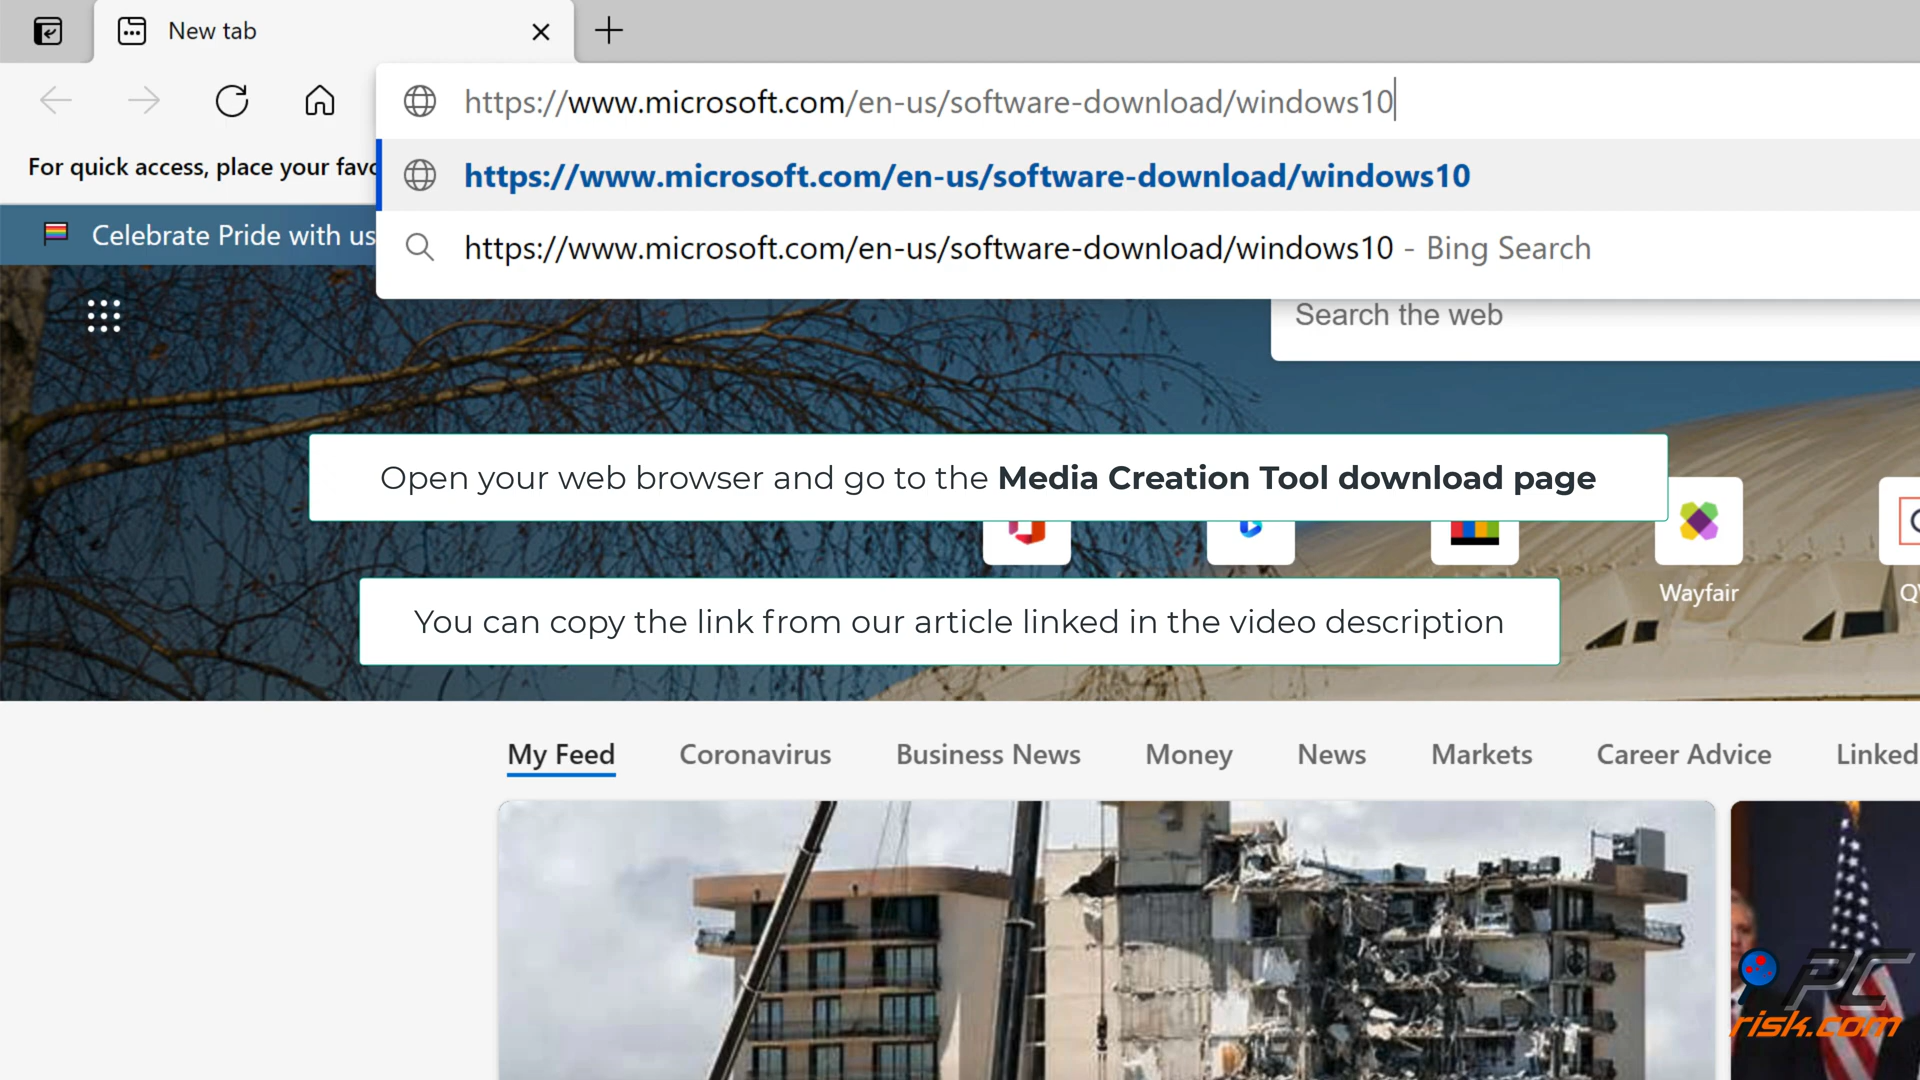 New tab
https://www.microsoft.com/en-us/software-download/windows10
For quick access, place your favo
https://www.microsoft.com/en-us/software-download/windows10
https://www.microsoft.com/en-us/software-download/windows10 - Bing Search
Celebrate Pride with us
Search the web
Open your web browser and go to the Media Creation Tool download page
Wayfair
You can copy the link from our article linked in the video description
My Feed Coronavirus Business News Money News Markets Career Advice Linked
PC
risk.com